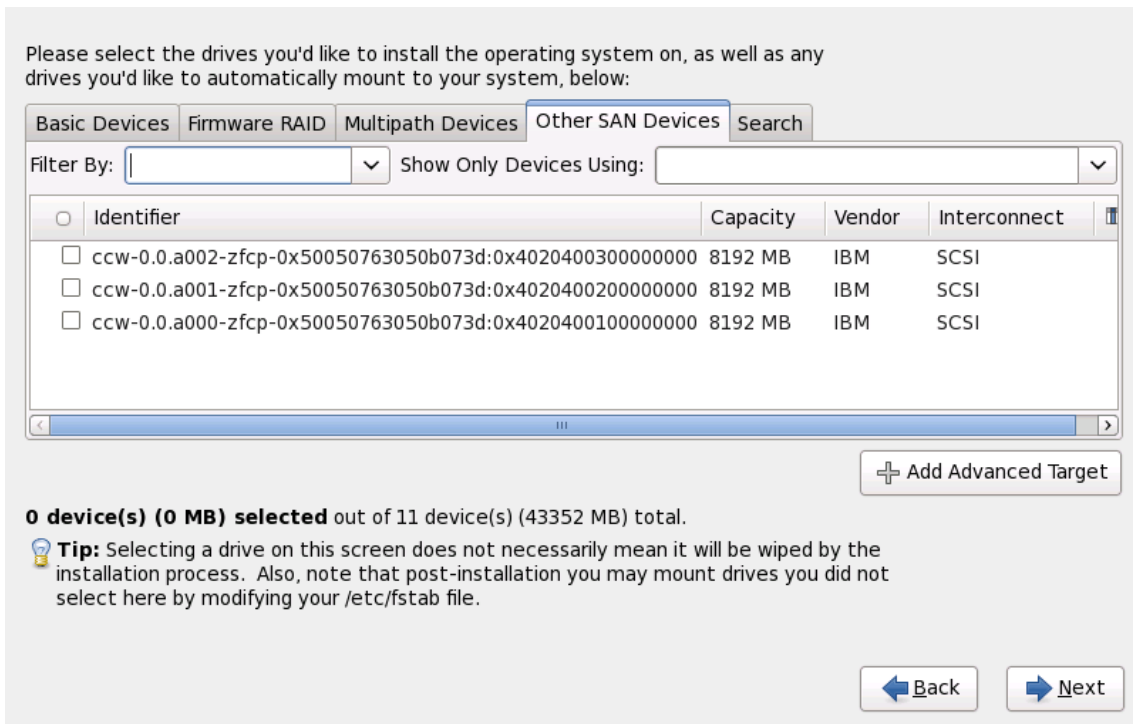 Please select the drives you'd like to install the operating system on, as well as any
drives you'd like to automatically mount to your system, below:
Basic Devices Firmware RAID Multipath Devices Other SAN Devices Search
Filter By: Show Only Devices Using:
Identifier Capacity Vendor Interconnect
ccw-0.0.a002-zfcp-0x50050763050b073d:0x4020400300000000 8192 MB IBM SCSI
ccw-0.0.a001-zfcp-0x50050763050b073d:0x4020400200000000 8192 MB IBM SCSI
ccw-0.0.a000-zfcp-0x50050763050b073d:0x4020400100000000 8192 MB IBM SCSI
Add Advanced Target
0 device(s) (0 MB) selected out of 11 device(s) (43352 MB) total.
Tip: Selecting a drive on this screen does not necessarily mean it will be wiped by the
installation process. Also, note that post-installation you may mount drives you did not
select here by modifying your /etc/fstab file.
Back Next